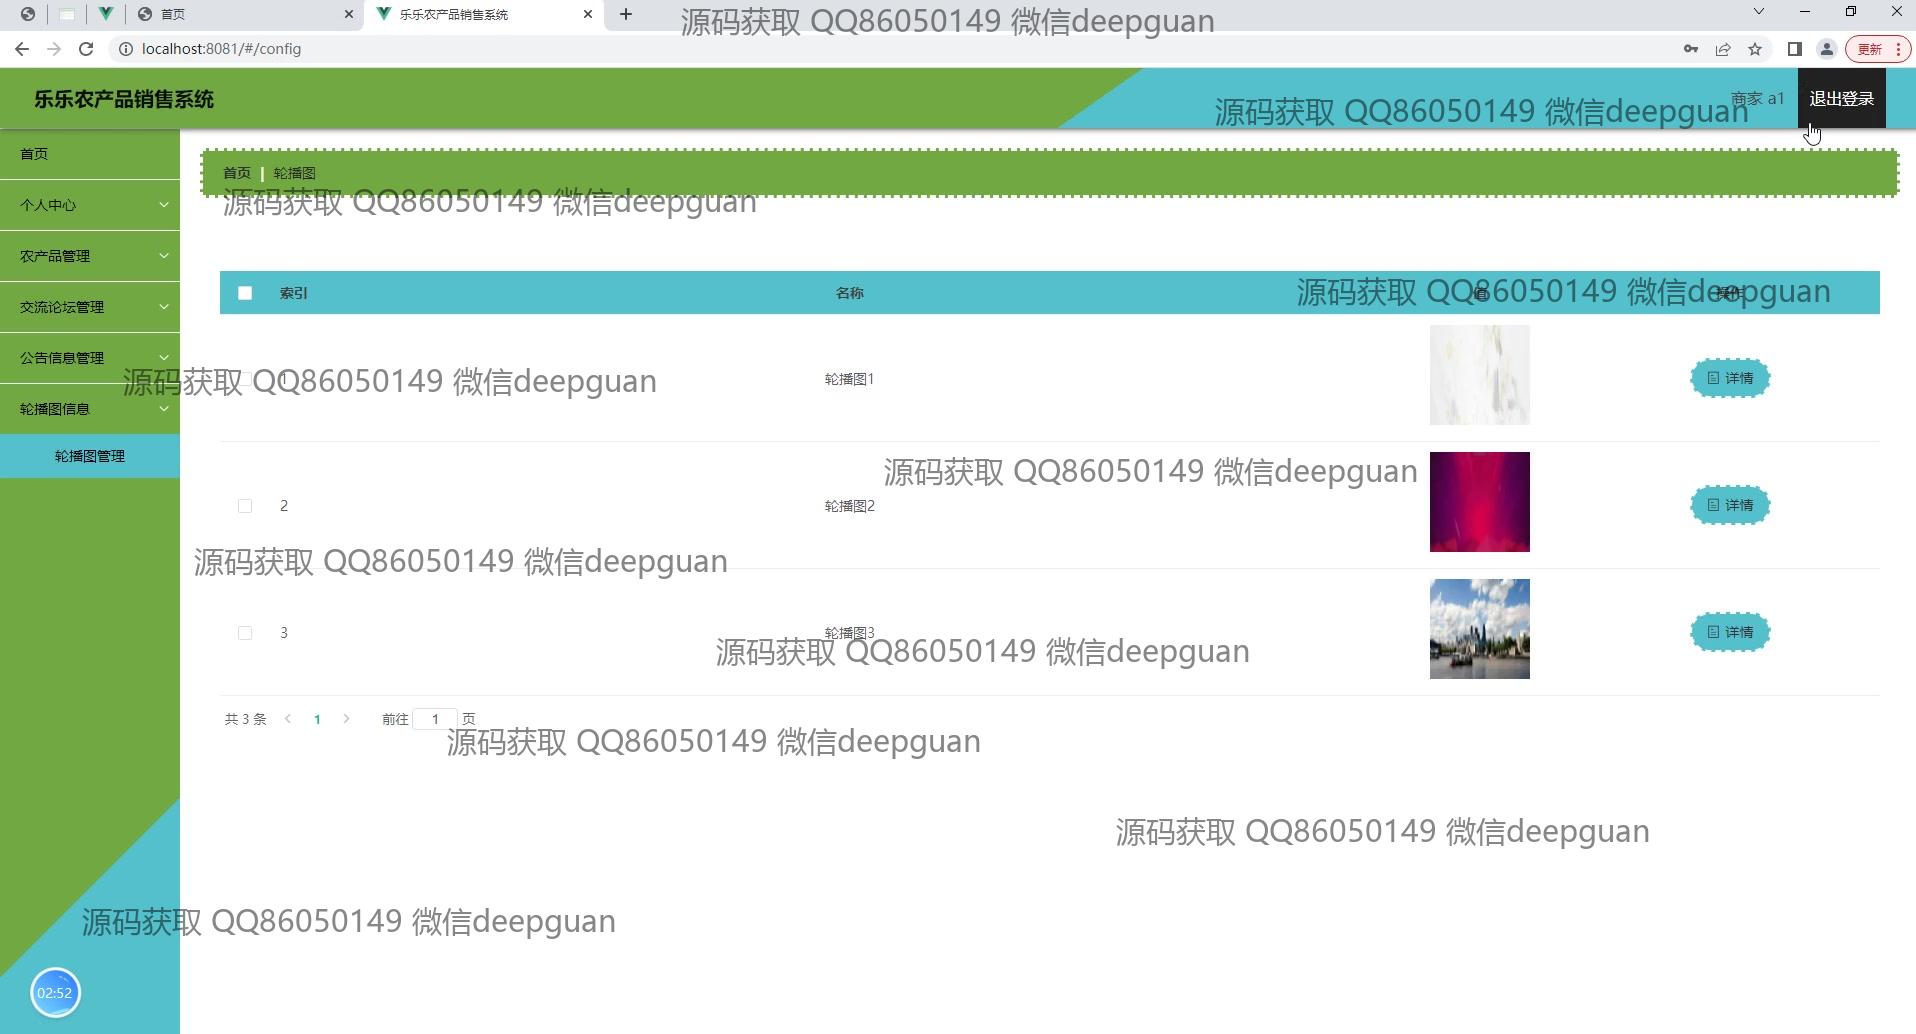 首页
乐乐农产品销售系统
源码获取 QQ86050149 微信deepguan
localhost:8081/#/config
更新
乐乐农产品销售系统
商家 a1
退出登录
源码获取 QQ86050149 微信deepguan
首页
个人中心
农产品管理
交流论坛管理
公告信息管理
轮播图信息
轮播图管理
首页 | 轮播图
源码获取 QQ86050149 微信deepguan
索引 名称 值 操作
源码获取 QQ86050149 微信deepguan
1 轮播图1 详情
源码获取 QQ86050149 微信deepguan
源码获取 QQ86050149 微信deepguan
2 轮播图2 详情
源码获取 QQ86050149 微信deepguan
3 轮播图3 详情
源码获取 QQ86050149 微信deepguan
共 3 条 1 前往 1 页
源码获取 QQ86050149 微信deepguan
源码获取 QQ86050149 微信deepguan
源码获取 QQ86050149 微信deepguan
02:52